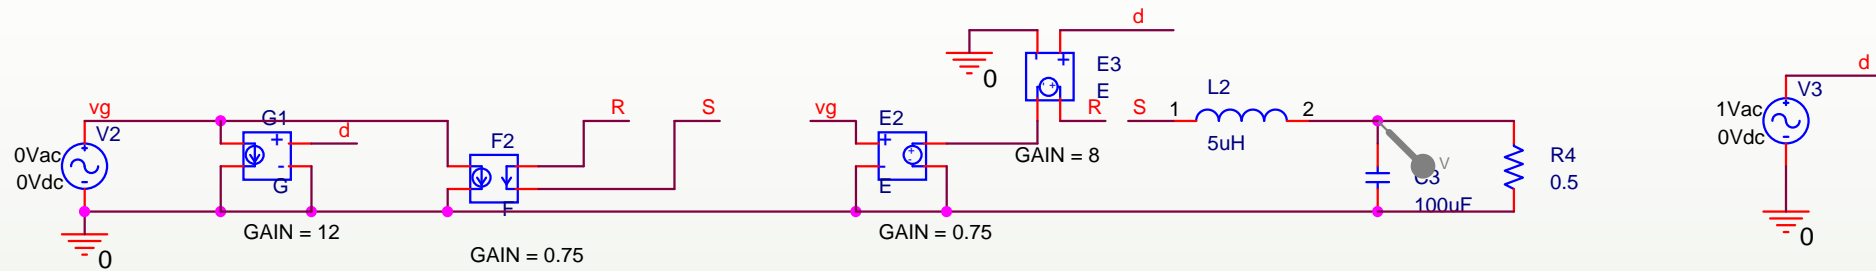 d
d
E3
0
E
V3
vg
G1
R
S
vg
E2
R
S
L2
V2
d
F2
1
2
1Vac
0Vdc
0Vac
0Vdc
5uH
GAIN = 8
V
R4
G
E
C3
0.5
F
100uF
GAIN = 12
GAIN = 0.75
0
0
GAIN = 0.75